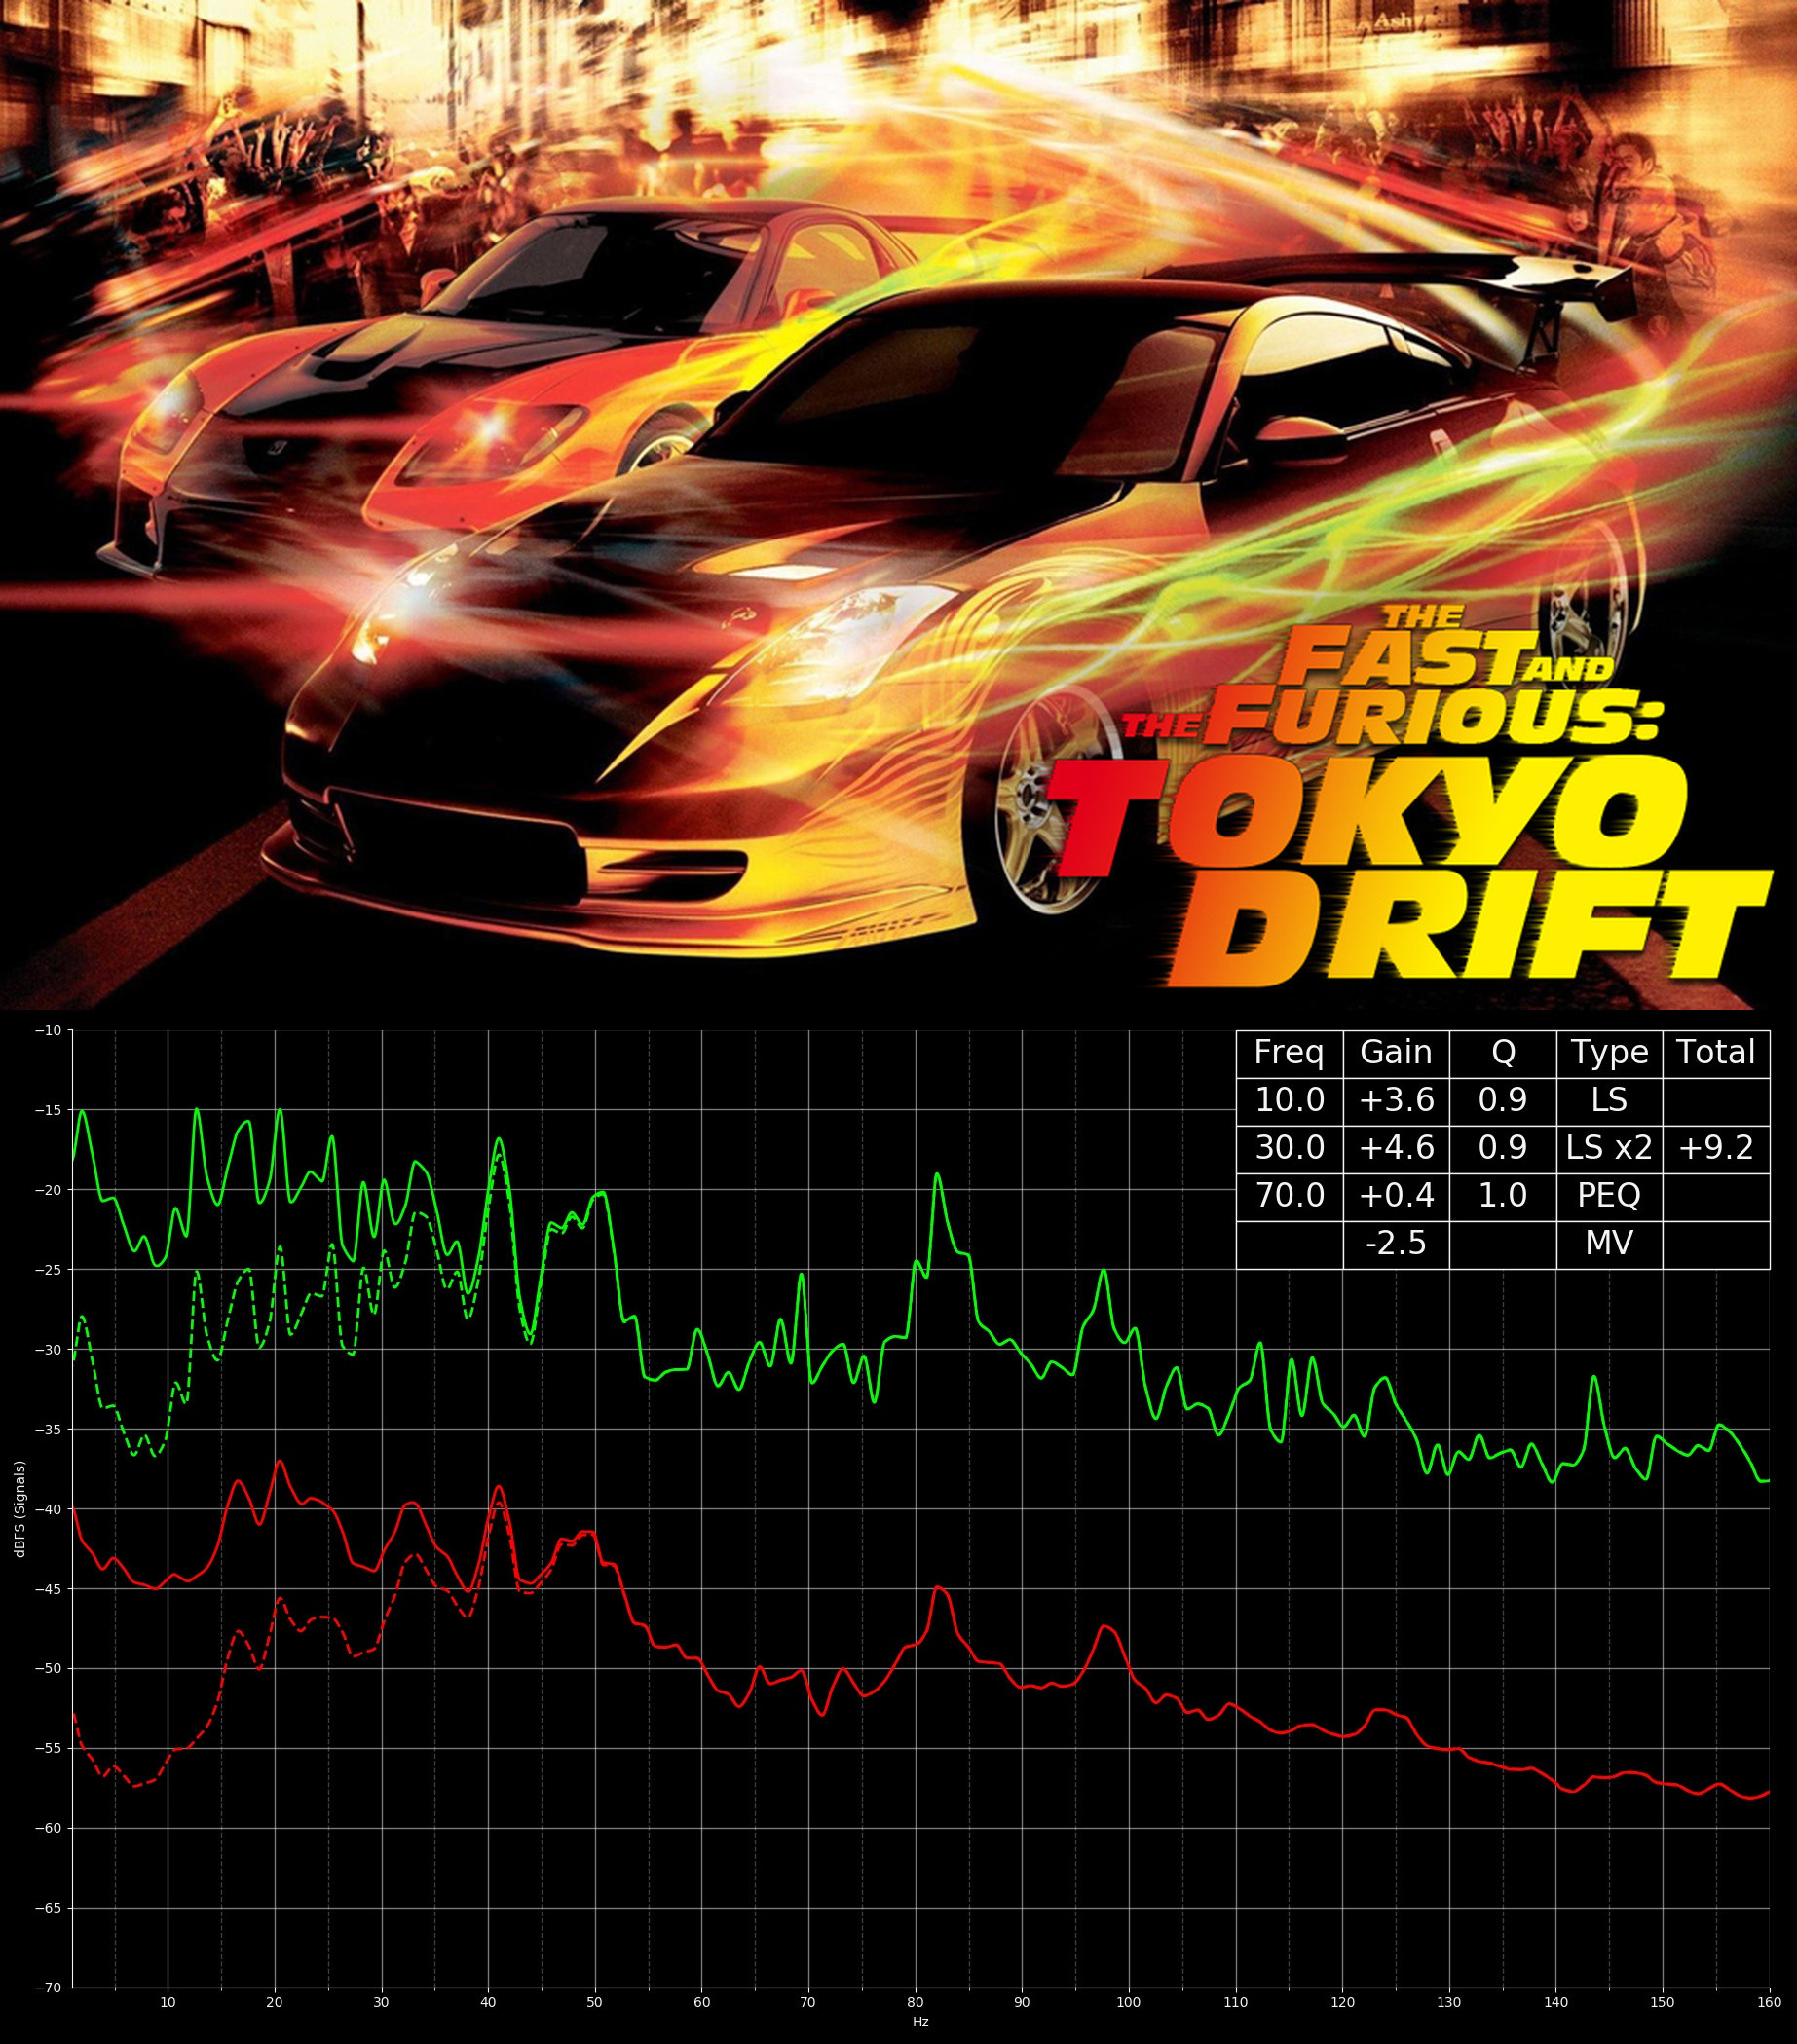 Ash
THE
FAST AND
THE FURIOUS:
TOKYO
DRIFT
Freq Gain Q Type Total
10.0 +3.6 0.9 LS
30.0 +4.6 0.9 LS x2 +9.2
70.0 +0.4 1.0 PEQ
-2.5 MV
−10
−15
−20
−25
−30
−35
−40
−45
−50
−55
−60
−65
−70
dBFS (Signals)
10 20 30 40 50 60 70 80 90 100 110 120 130 140 150 160
Hz